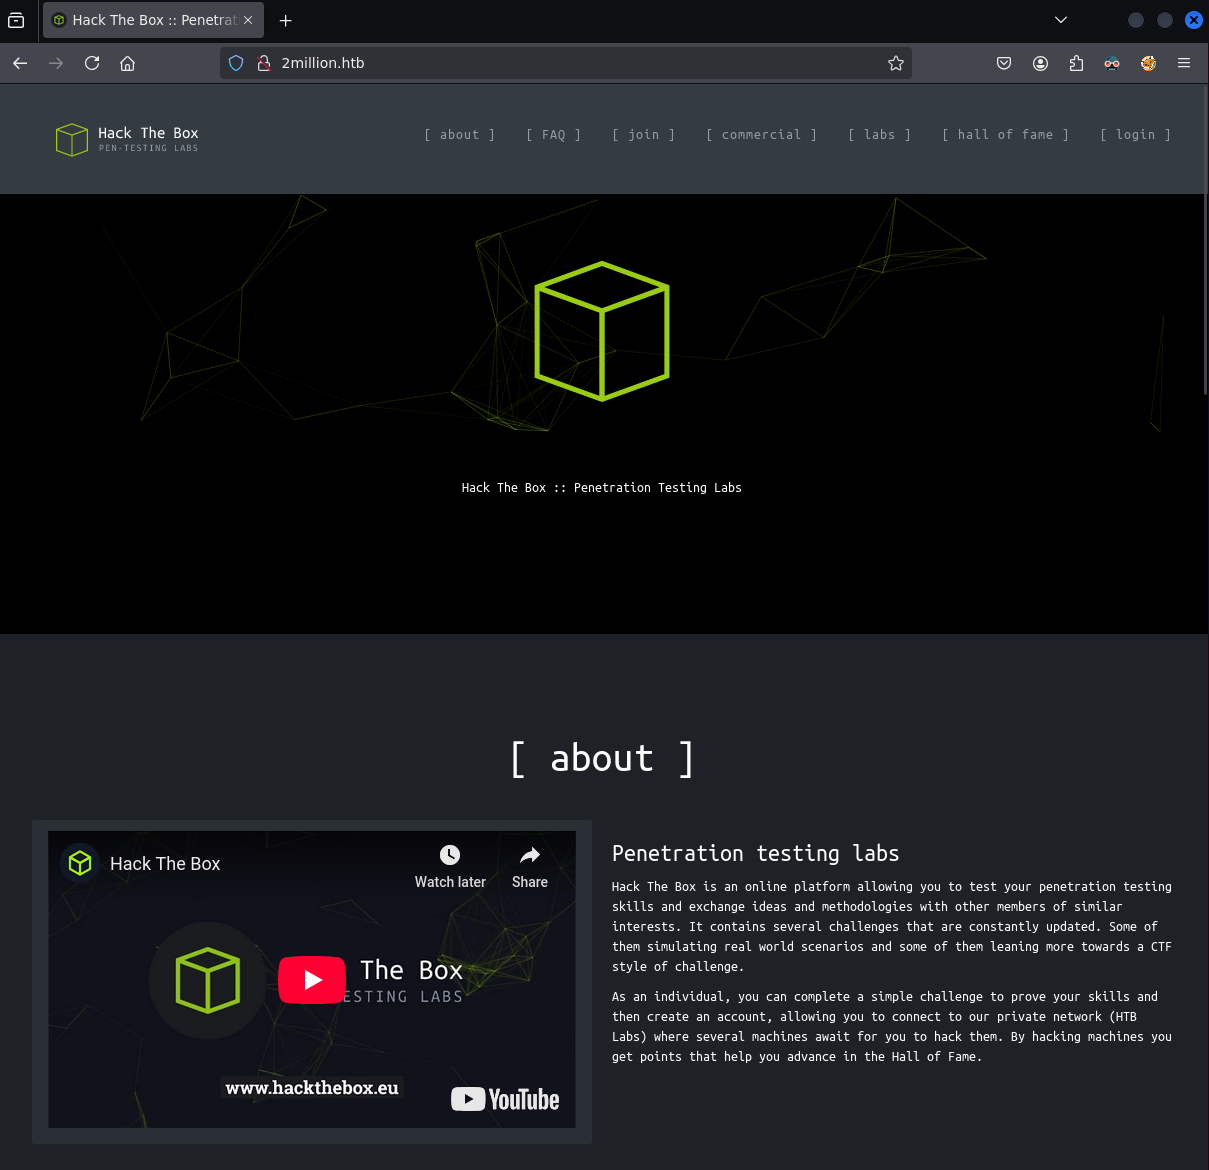 Hack The Box :: Penetrati
2million.htb
Hack The Box
PEN-TESTING LABS
[ about ] [ FAQ ] [ join ] [ commercial ] [ labs ] [ hall of fame ] [ login ]
Hack The Box :: Penetration Testing Labs
[ about ]
Hack The Box
Watch later
Share
The Box
ESTING LABS
www.hackthebox.eu
YouTube
Penetration testing labs
Hack The Box is an online platform allowing you to test your penetration testing
skills and exchange ideas and methodologies with other members of similar
interests. It contains several challenges that are constantly updated. Some of
them simulating real world scenarios and some of them leaning more towards a CTF
style of challenge.
As an individual, you can complete a simple challenge to prove your skills and
then create an account, allowing you to connect to our private network (HTB
Labs) where several machines await for you to hack them. By hacking machines you
get points that help you advance in the Hall of Fame.